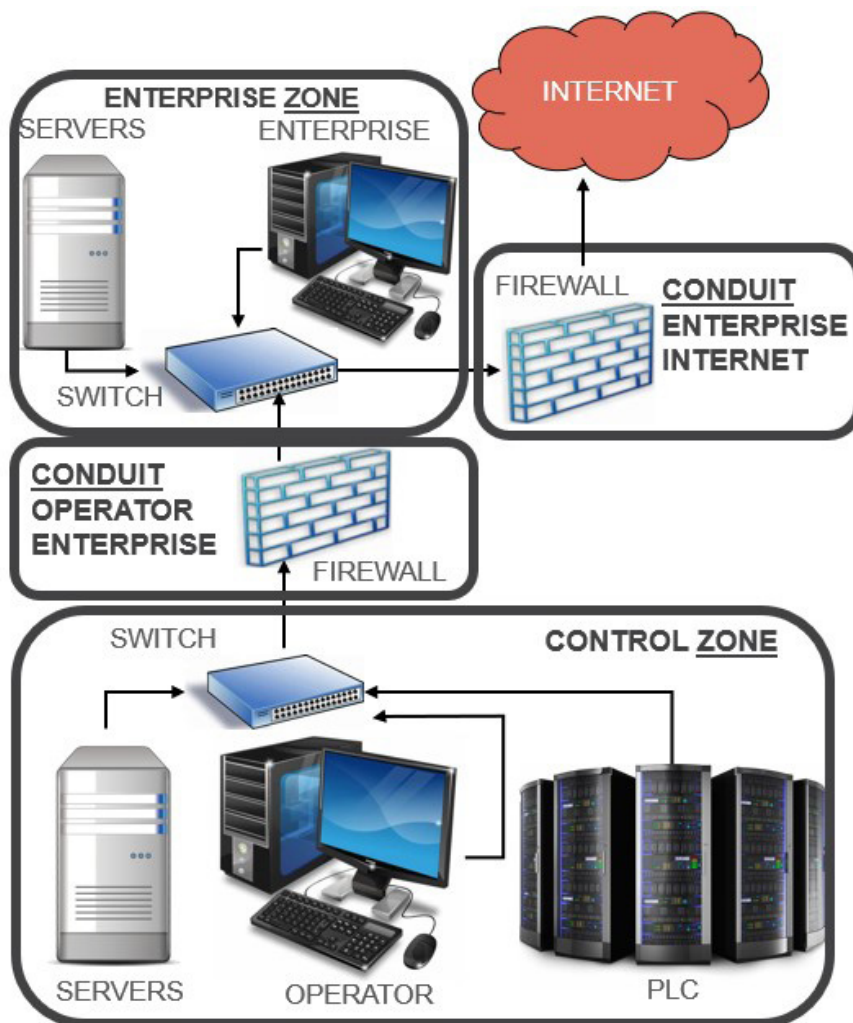 INTERNET
ENTERPRISE ZONE
SERVERS
ENTERPRISE
SWITCH
FIREWALL
CONDUIT
ENTERPRISE
INTERNET
CONDUIT
OPERATOR
ENTERPRISE
FIREWALL
SWITCH
CONTROL ZONE
SERVERS
OPERATOR
PLC